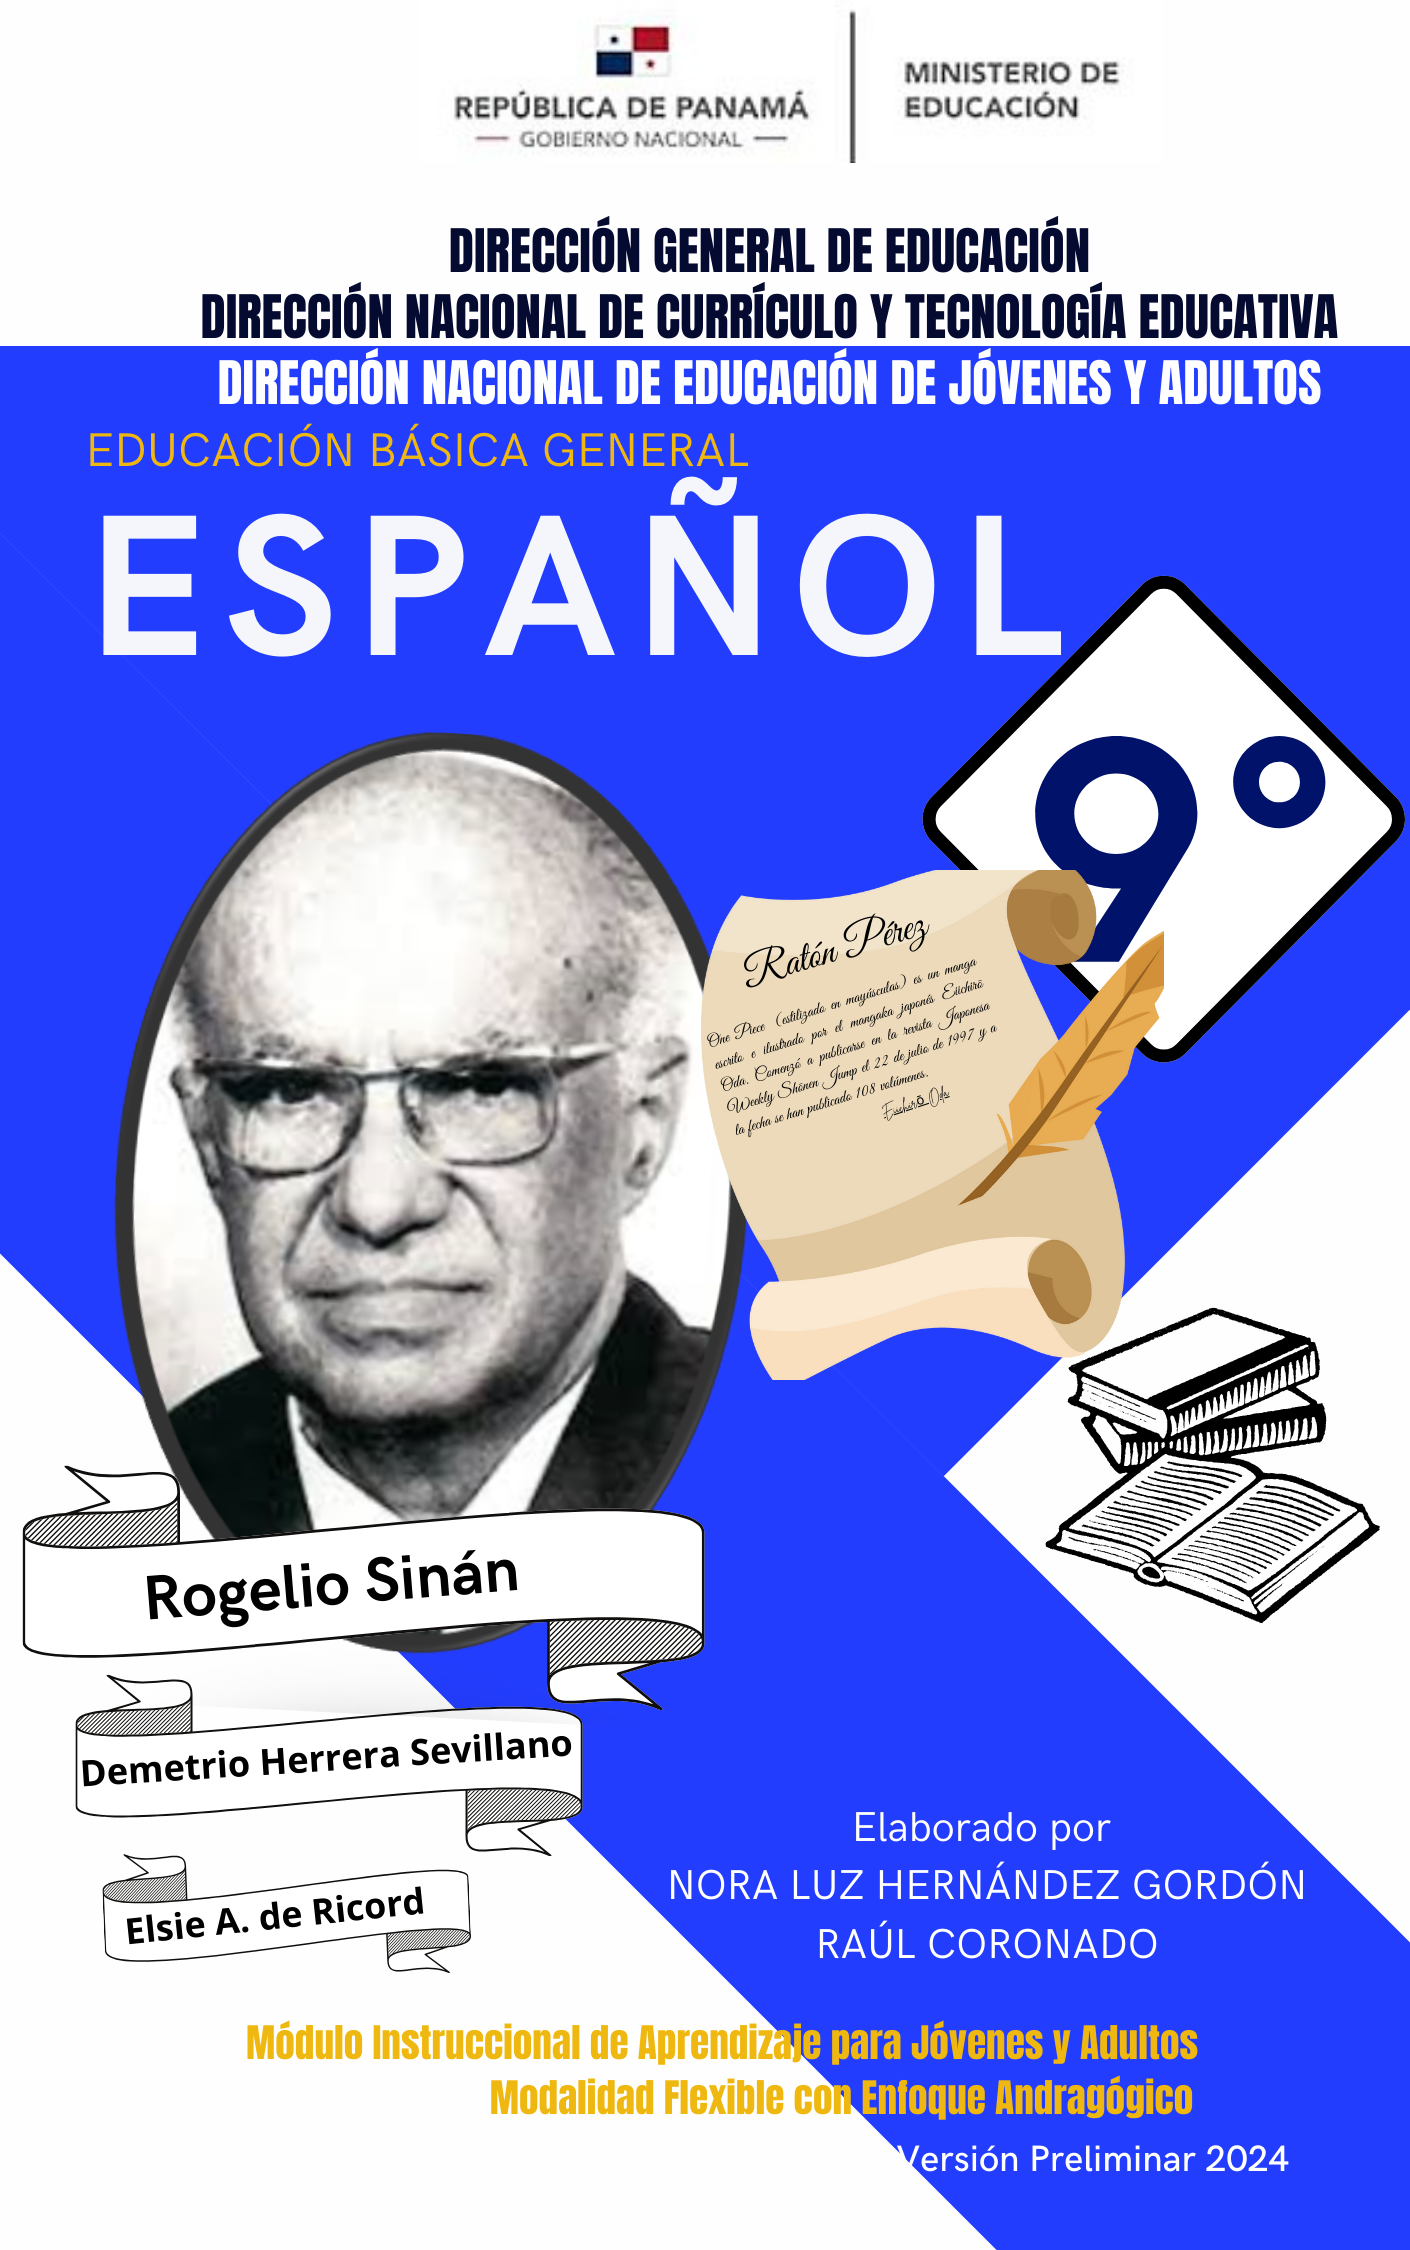 REPÚBLICA DE PANAMÁ
GOBIERNO NACIONAL
MINISTERIO DE
EDUCACIÓN
DIRECCIÓN GENERAL DE EDUCACIÓN
DIRECCIÓN NACIONAL DE CURRÍCULO Y TECNOLOGÍA EDUCATIVA
DIRECCIÓN NACIONAL DE EDUCACIÓN DE JÓVENES Y ADULTOS
EDUCACIÓN BÁSICA GENERAL
ESPAÑOL
9°
Ratón Pérez
One Piece (estilizado en mayúsculas) es un manga
escrito e ilustrado por el mangaka japonés Eiichirō
Oda. Comenzó a publicarse en la revista Japonesa
Weekly Shōnen Jump el 22 de julio de 1997 y a
la fecha se han publicado 108 volúmenes.
Rogelio Sinán
Demetrio Herrera Sevillano
Elsie A. de Ricord
Elaborado por
NORA LUZ HERNÁNDEZ GORDÓN
RAÚL CORONADO
Módulo Instruccional de Aprendizaje para Jóvenes y Adultos
Modalidad Flexible con Enfoque Andragógico
Versión Preliminar 2024